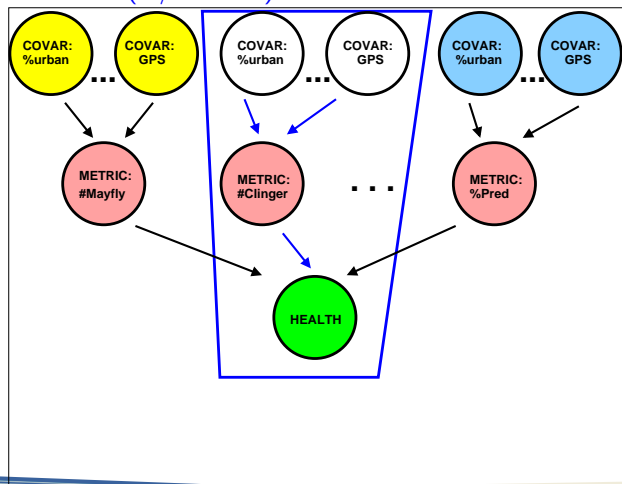 COVAR: COVAR: COVAR: COVAR: COVAR: COVAR:
%urban ... GPS %urban ... GPS %urban ... GPS
METRIC: METRIC: METRIC:
#Mayfly #Clinger . . . %Pred
HEALTH